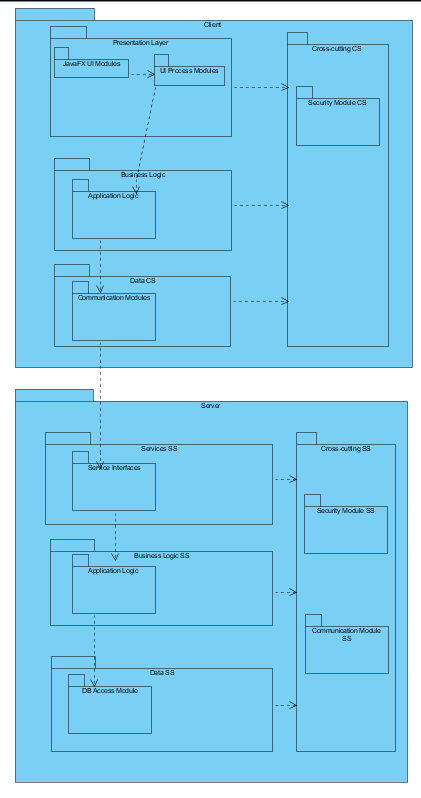 Client
Presentation Layer
JavaFX UI Modules
UI Process Modules
Cross-cutting CS
Security Module CS
Business Logic
Application Logic
Data CS
Communication Modules
Server
Services SS
Service Interfaces
Cross-cutting SS
Security Module SS
Business Logic SS
Application Logic
Communication Module
SS
Data SS
DB Access Module